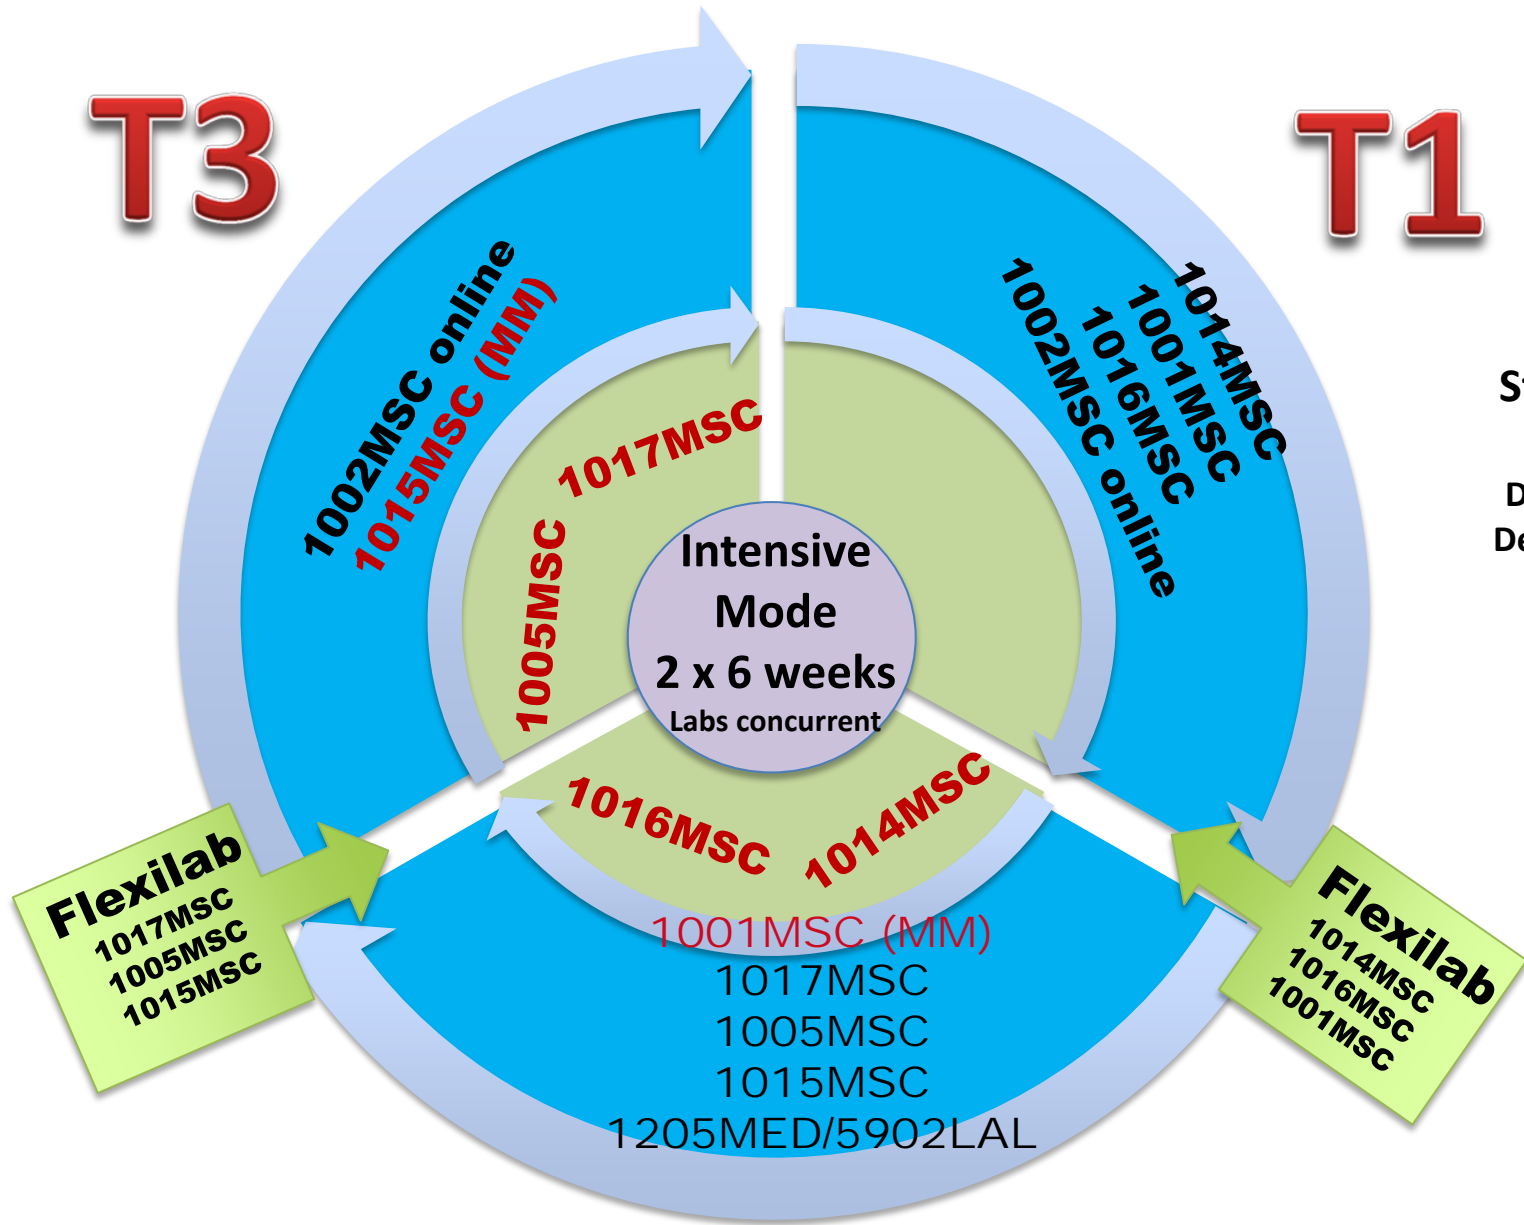 T3
T1
1002MSC online
1015MSC (MM)
1014MSC
1001MSC
1016MSC
1002MSC online
1017MSC
1005MSC
Intensive
Mode
2 x 6 weeks
Labs concurrent
1016MSC
1014MSC
1001MSC (MM)
1017MSC
1005MSC
1015MSC
1205MED/5902LAL
Flexilab
1017MSC
1005MSC
1015MSC
Flexilab
1014MSC
1016MSC
1001MSC